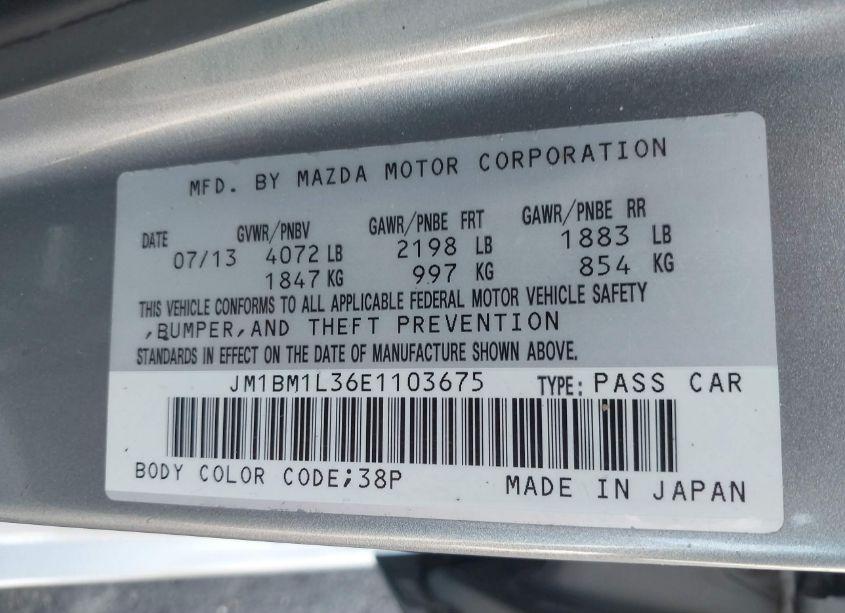 MFD. BY MAZDA MOTOR CORPORATION
DATE GVWR/PNBV GAWR/PNBE FRT GAWR/PNBE RR
07/13 4072 LB 2198 LB 1883 LB
1847 KG 997 KG 854 KG
THIS VEHICLE CONFORMS TO ALL APPLICABLE FEDERAL MOTOR VEHICLE SAFETY
,BUMPER,AND THEFT PREVENTION
STANDARDS IN EFFECT ON THE DATE OF MANUFACTURE SHOWN ABOVE.
JM1BM1L36E1103675 TYPE: PASS CAR
BODY COLOR CODE;38P MADE IN JAPAN